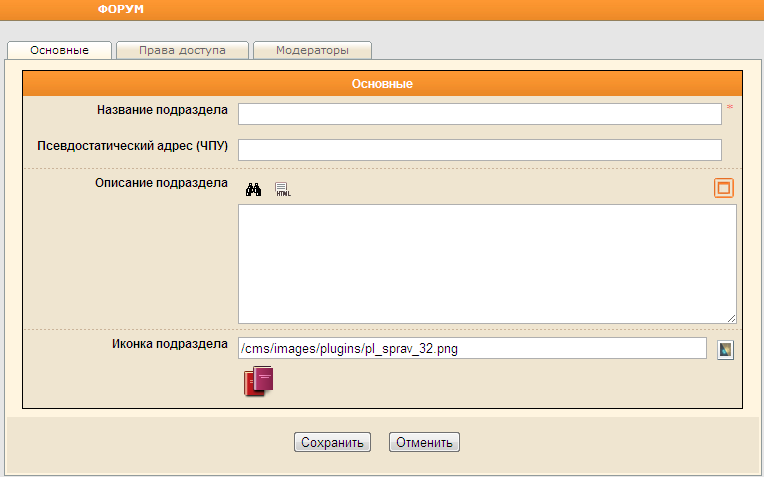 ФОРУМ
Основные Права доступа Модераторы
Основные
Название подраздела *
Псевдостатический адрес (ЧПУ)
Описание подраздела HTML
Иконка подраздела /cms/images/plugins/pl_sprav_32.png
Сохранить Отменить